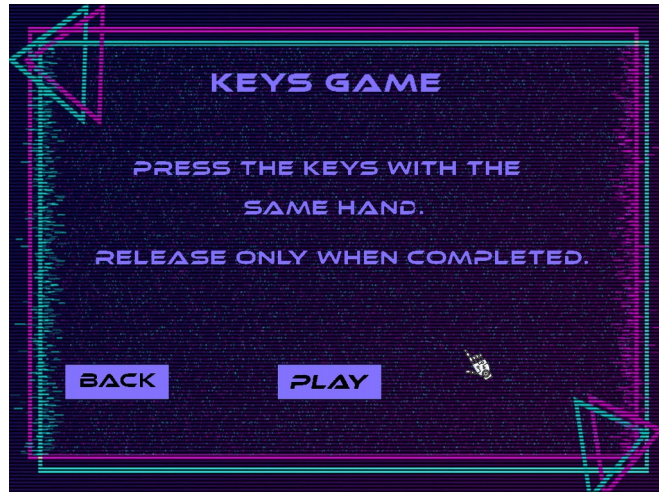 KEYS GAME
PRESS THE KEYS WITH THE
SAME HAND.
RELEASE ONLY WHEN COMPLETED.
BACK
PLAY